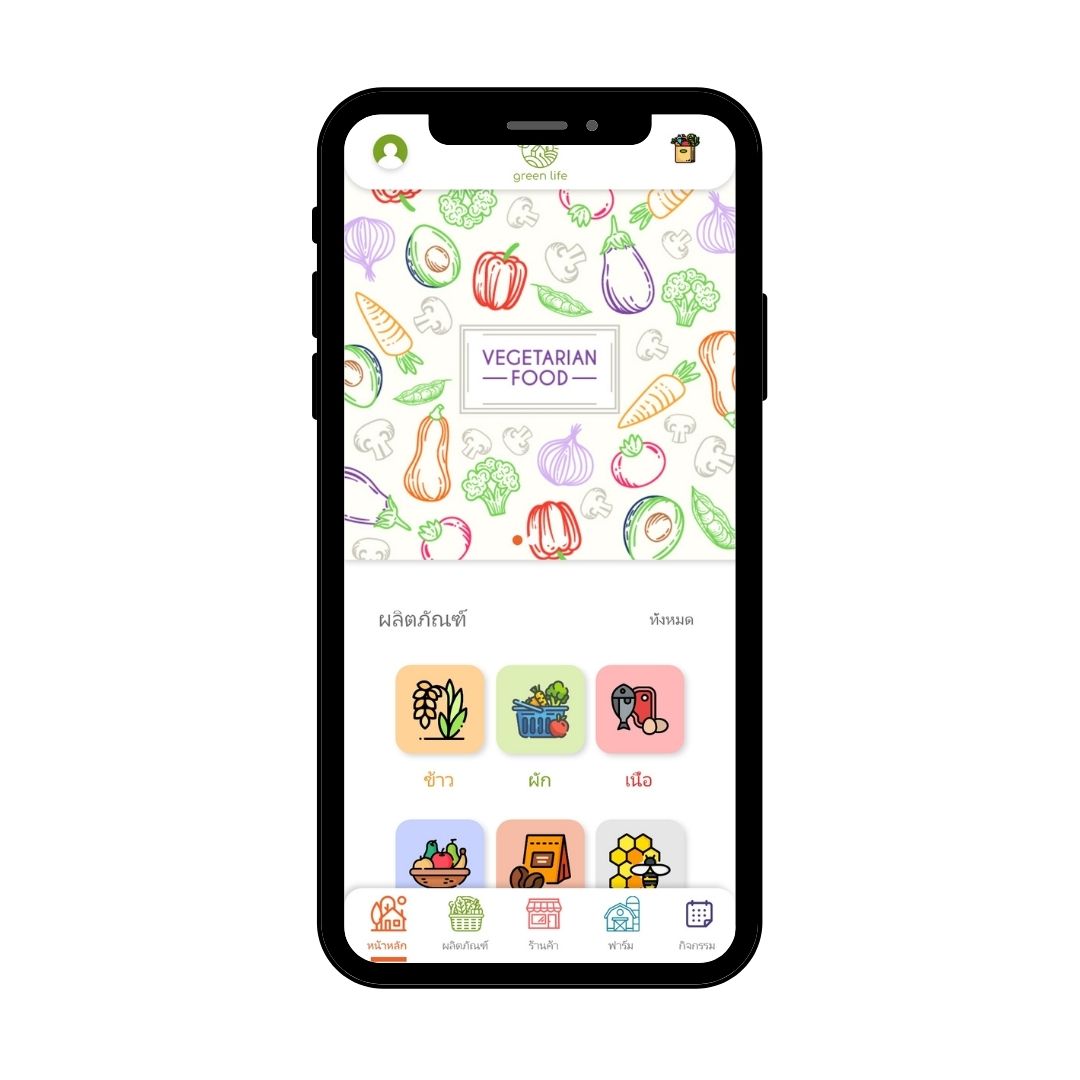 green life
VEGETARIAN
FOOD
ผลิตภัณฑ์
ทั้งหมด
ข้าว
ผัก
เนื้อ
หน้าหลัก
ผลิตภัณฑ์
ร้านค้า
ฟาร์ม
กิจกรรม